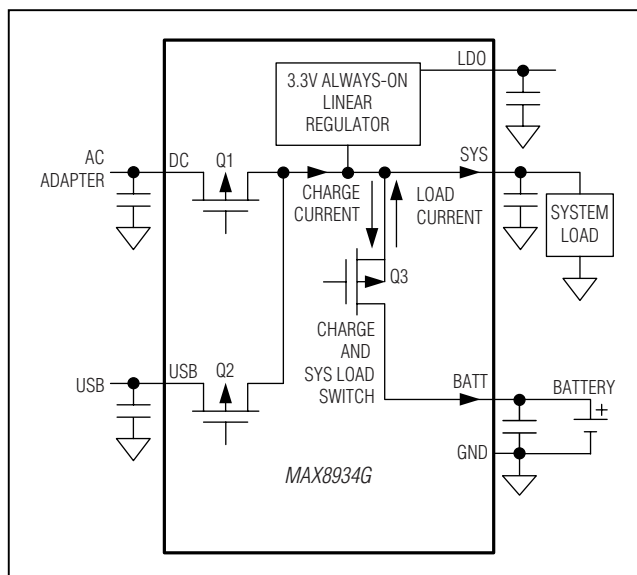 LDO
3.3V ALWAYS-ON
LINEAR
REGULATOR
AC
ADAPTER
DC
Q1
SYS
CHARGE
CURRENT
LOAD
CURRENT
SYSTEM
LOAD
Q3
CHARGE
AND
SYS LOAD
SWITCH
USB
USB
Q2
BATT
BATTERY
+
GND
MAX8934G